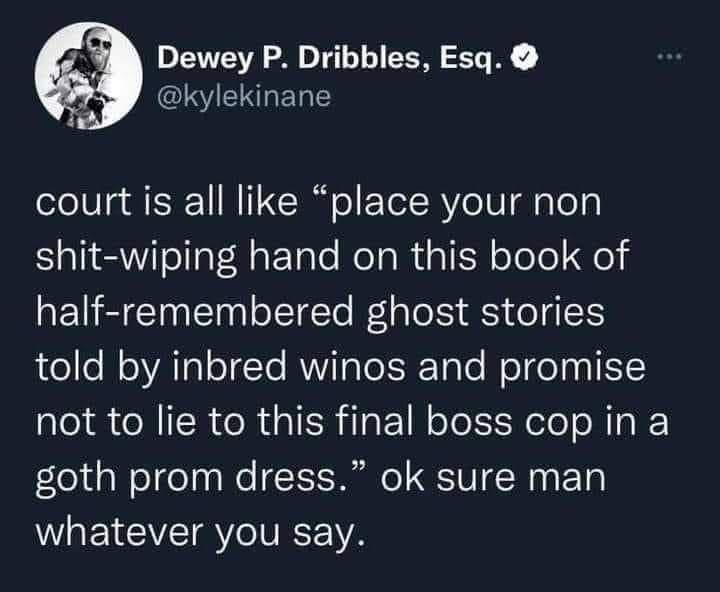 Dewey P. Dribbles, Esq.
@kylekinane
court is all like “place your non
shit-wiping hand on this book of
half-remembered ghost stories
told by inbred winos and promise
not to lie to this final boss cop in a
goth prom dress.” ok sure man
whatever you say.